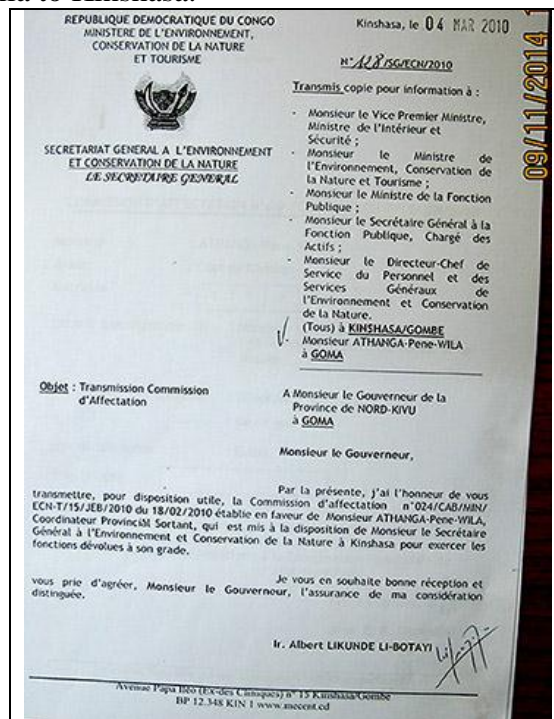 REPUBLIQUE DEMOCRATIQUE DU CONGO
MINISTERE DE L'ENVIRONNEMENT,
CONSERVATION DE LA NATURE
ET TOURISME
SECRETARIAT GENERAL A L'ENVIRONNEMENT
ET CONSERVATION DE LA NATURE
LE SECRETAIRE GENERAL
Kinshasa, le 04 MAR 2010
N° 128/SG/ECN/2010
Transmis copie pour information à :
- Monsieur le Vice Premier Ministre,
Ministre de l'Intérieur et
Sécurité ;
- Monsieur le Ministre de
l'Environnement, Conservation de
la Nature et Tourisme ;
- Monsieur le Ministre de la Fonction
Publique ;
- Monsieur le Secrétaire Général à la
Fonction Publique, Chargé des
Actifs ;
- Monsieur le Directeur-Chef de
Service du Personnel et des
Services Généraux de
l'Environnement et Conservation
de la Nature.
(Tous) à KINSHASA/GOMBE
- Monsieur ATHANGA-Pene-WILA
à GOMA
Objet : Transmission Commission
d'Affectation
A Monsieur le Gouverneur de la
Province de NORD-KIVU
à GOMA
Monsieur le Gouverneur,
Par la présente, j'ai l'honneur de vous
transmettre, pour disposition utile, la Commission d'affectation n°024/CAB/MIN/
ECN-T/15/JEB/2010 du 18/02/2010 établie en faveur de Monsieur ATHANGA-Pene-WILA,
Coordinateur Provincial Sortant, qui est mis à la disposition de Monsieur le Secrétaire
Général à l'Environnement et Conservation de la Nature à Kinshasa pour exercer les
fonctions dévolues à son grade.
Je vous en souhaite bonne réception et
vous prie d'agréer, Monsieur le Gouverneur, l'assurance de ma considération
distinguée.
Ir. Albert LIKUNDE LI-BOTAYI
Avenue Papa Iléo (Ex-des Cliniques) n° 15 Kinshasa/Gombe
BP 12.348 KIN 1 www.mecent.cd
09/11/2014 1